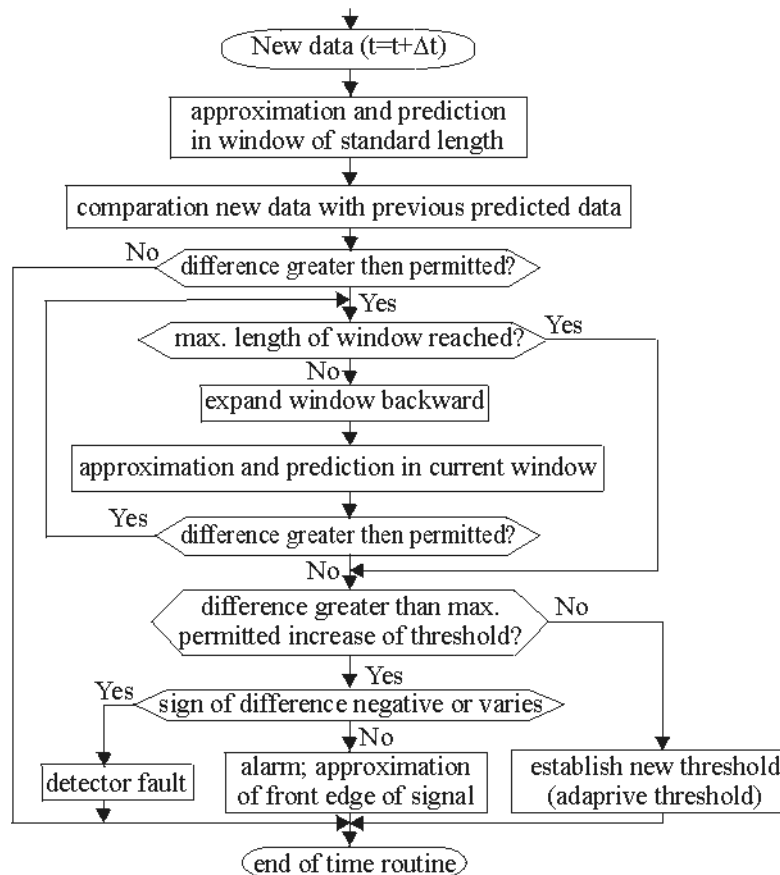 New data (t=t+Δt)
approximation and prediction
in window of standard length
comparation new data with previous predicted data
No
difference greater then permitted?
Yes
max. length of window reached?
Yes
No
expand window backward
approximation and prediction in current window
Yes
difference greater then permitted?
No
difference greater than max.
permitted increase of threshold?
No
Yes
Yes
sign of difference negative or varies
No
detector fault
alarm; approximation
of front edge of signal
establish new threshold
(adaprive threshold)
end of time routine